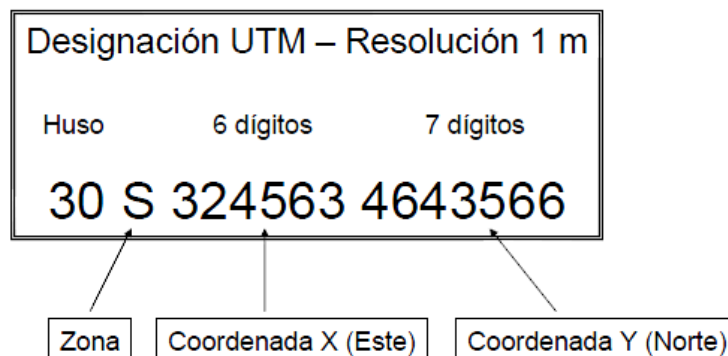 Designación UTM – Resolución 1 m
Huso 6 dígitos 7 dígitos
30 S 324563 4643566
Zona Coordenada X (Este) Coordenada Y (Norte)